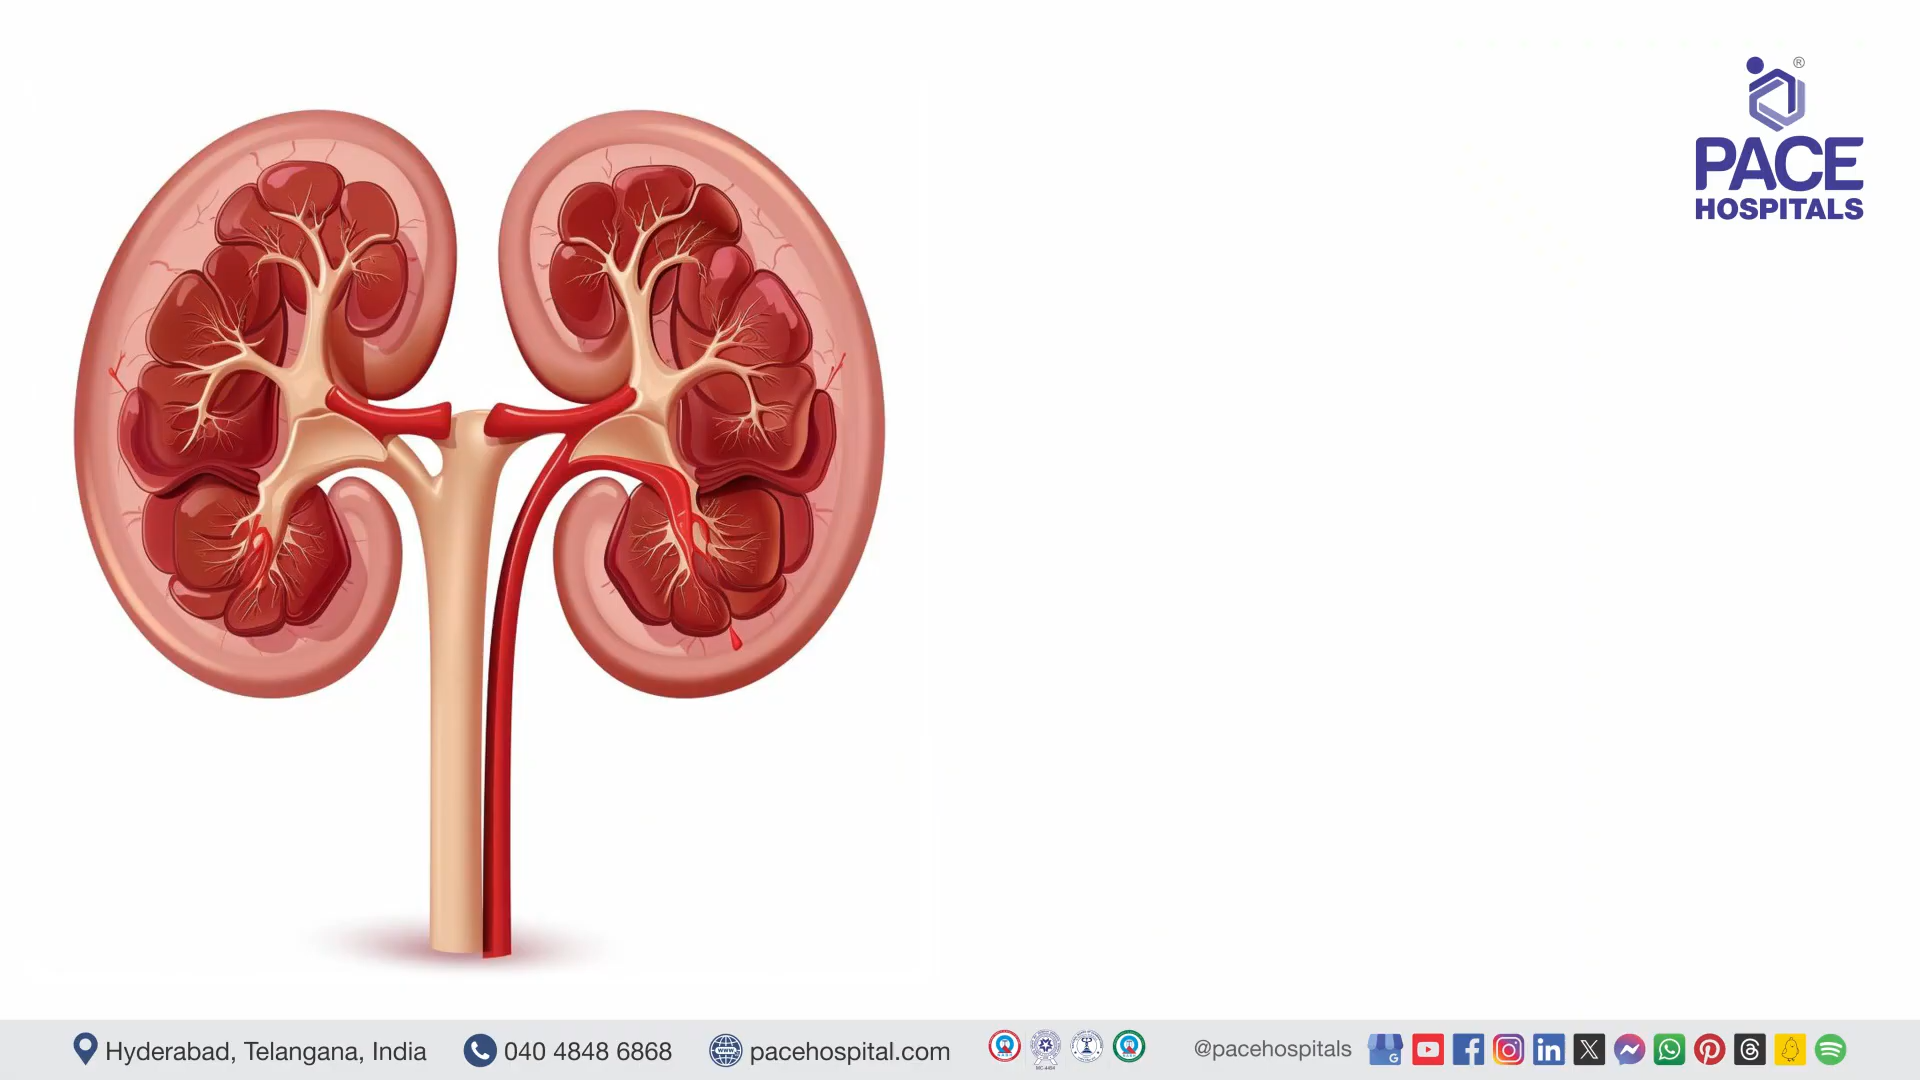 ®
PACE
HOSPITALS
Hyderabad, Telangana, India
040 4848 6868
pacehospital.com
@pacehospitals